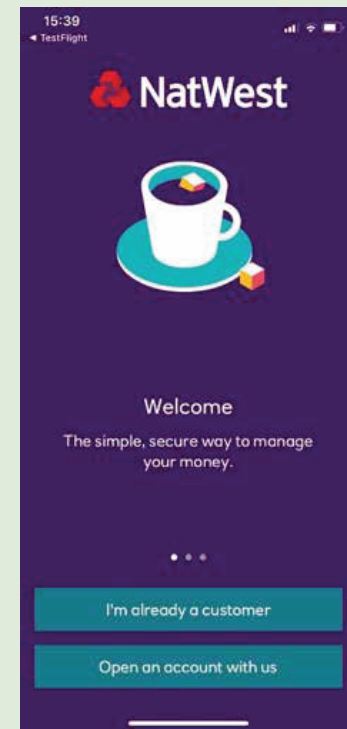 15:39
◄ TestFlight
NatWest
Welcome
The simple, secure way to manage
your money.
I'm already a customer
Open an account with us